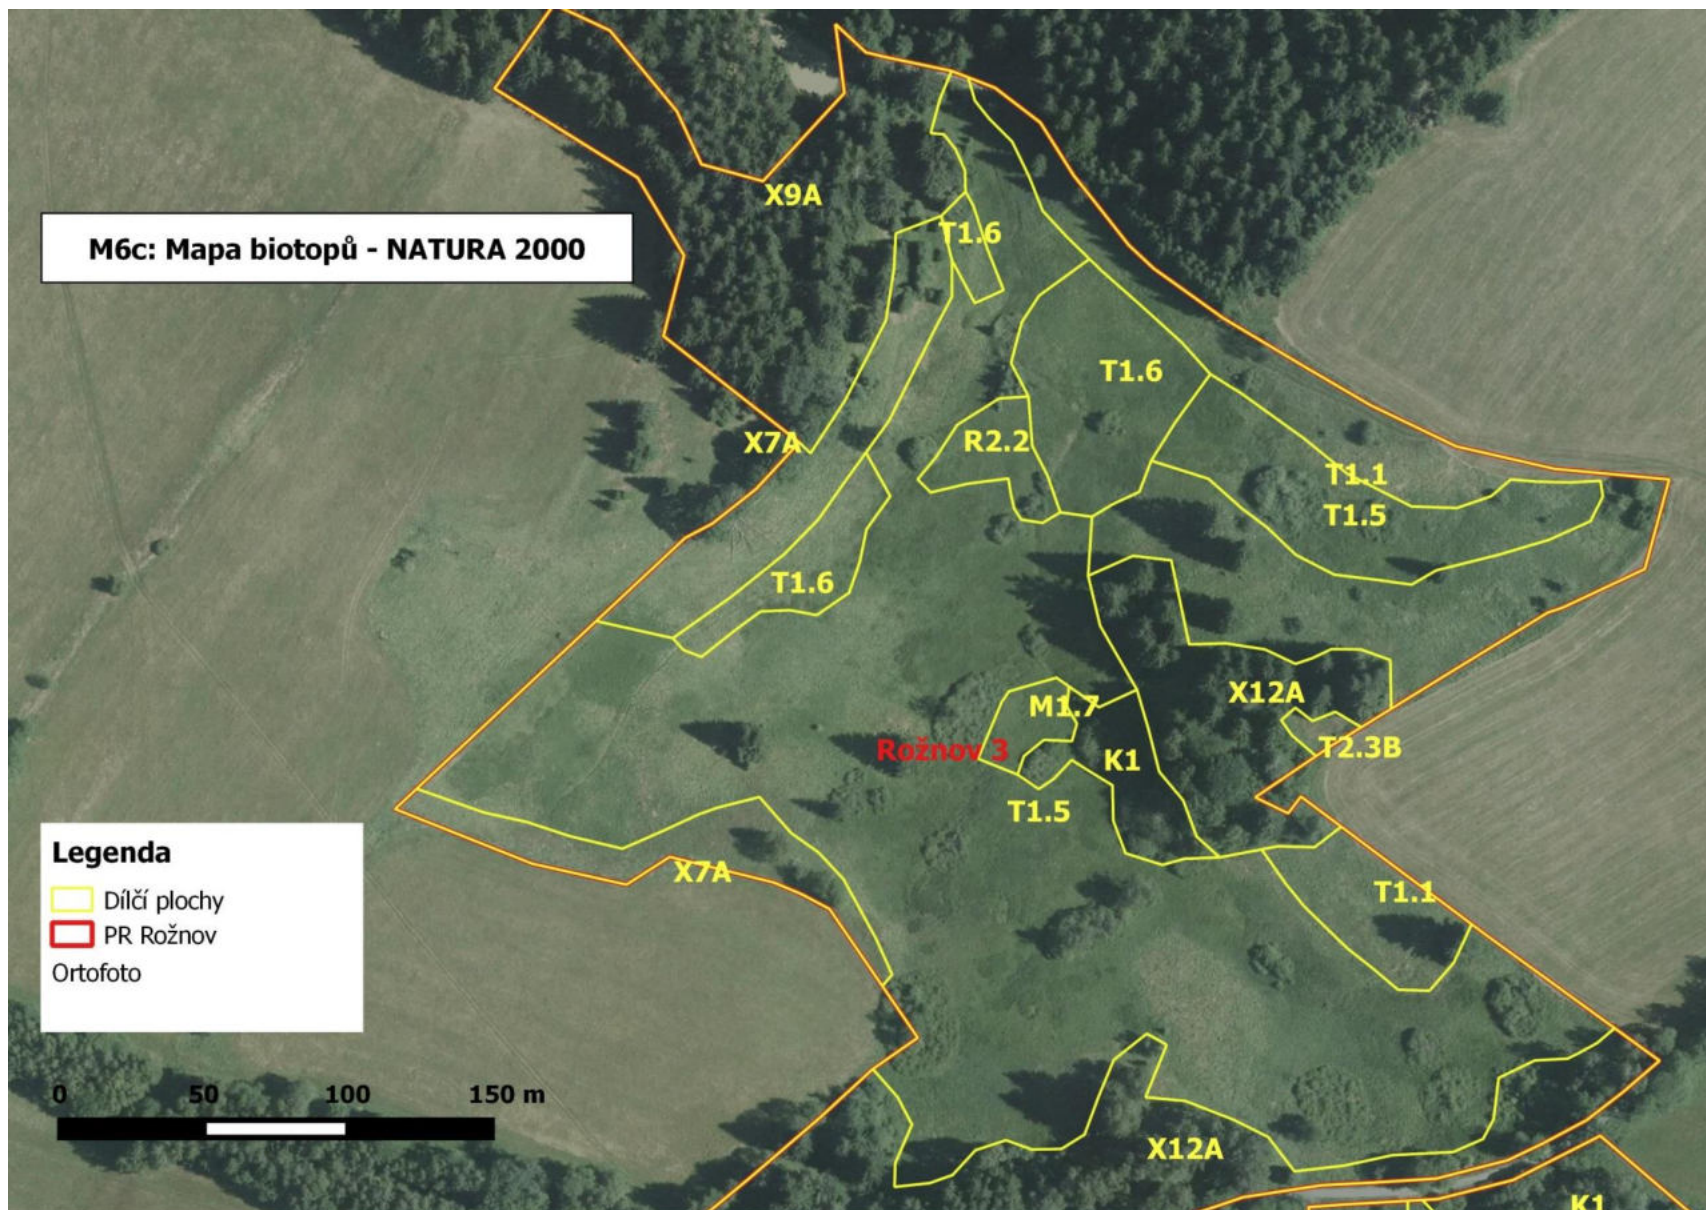 X9A
T1.6
M6c: Mapa biotopů - NATURA 2000
T1.6
X7A
R2.2
T1.1
T1.5
T1.6
X12A
M1.7
Rožnov 3
T2.3B
K1
T1.5
Legenda
X7A
T1.1
Dílčí plochy
PR Rožnov
Ortofoto
0 50 100 150 m
X12A
K1